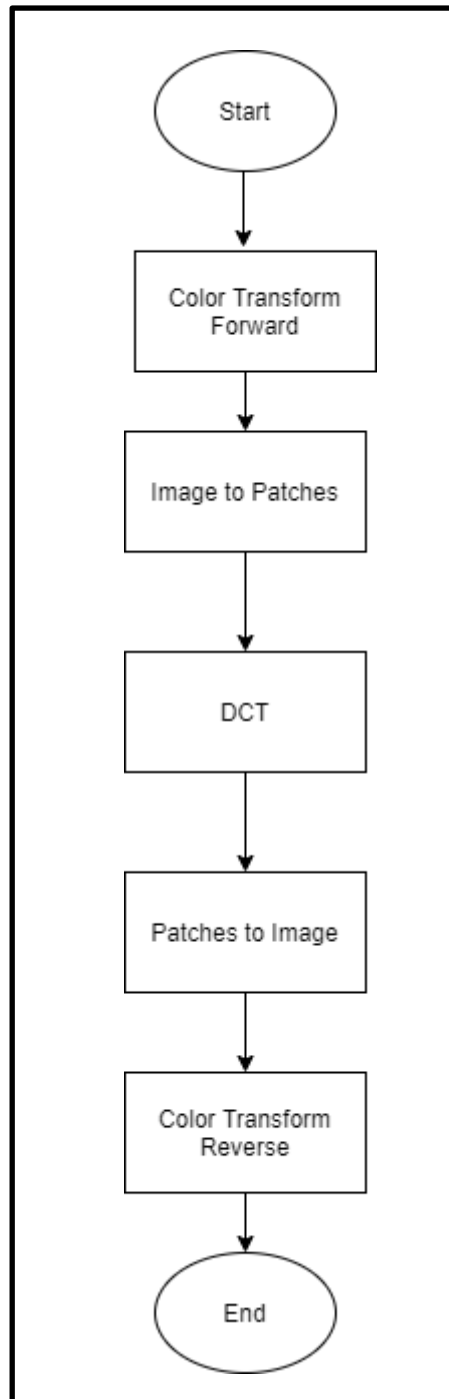 Start
Color Transform
Forward
Image to Patches
DCT
Patches to Image
Color Transform
Reverse
End